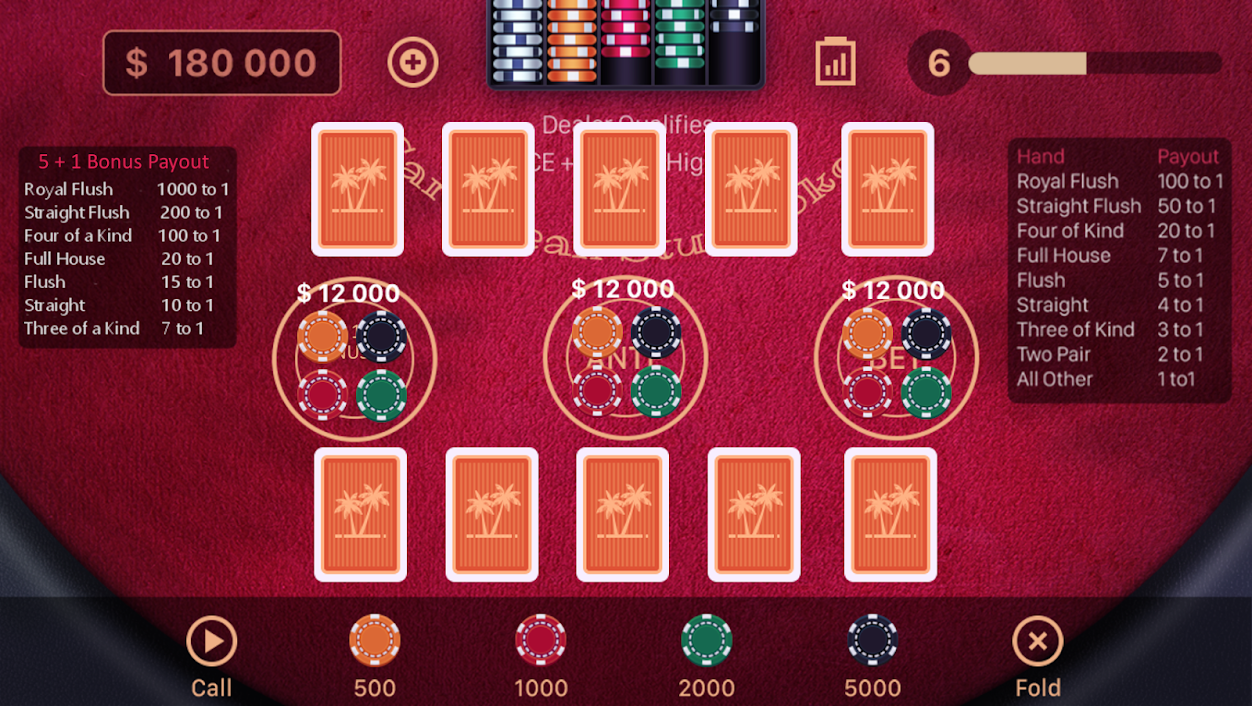 $ 180 000
6
Dealer Qualifies
5 + 1 Bonus Payout
Royal Flush 1000 to 1
Straight Flush 200 to 1
Four of a Kind 100 to 1
Full House 20 to 1
Flush 15 to 1
Straight 10 to 1
Three of a Kind 7 to 1
Hand Payout
Royal Flush 100 to 1
Straight Flush 50 to 1
Four of Kind 20 to 1
Full House 7 to 1
Flush 5 to 1
Straight 4 to 1
Three of Kind 3 to 1
Two Pair 2 to 1
All Other 1 to1
$ 12 000
$ 12 000
$ 12 000
ANTE
BET
Call
500
1000
2000
5000
Fold